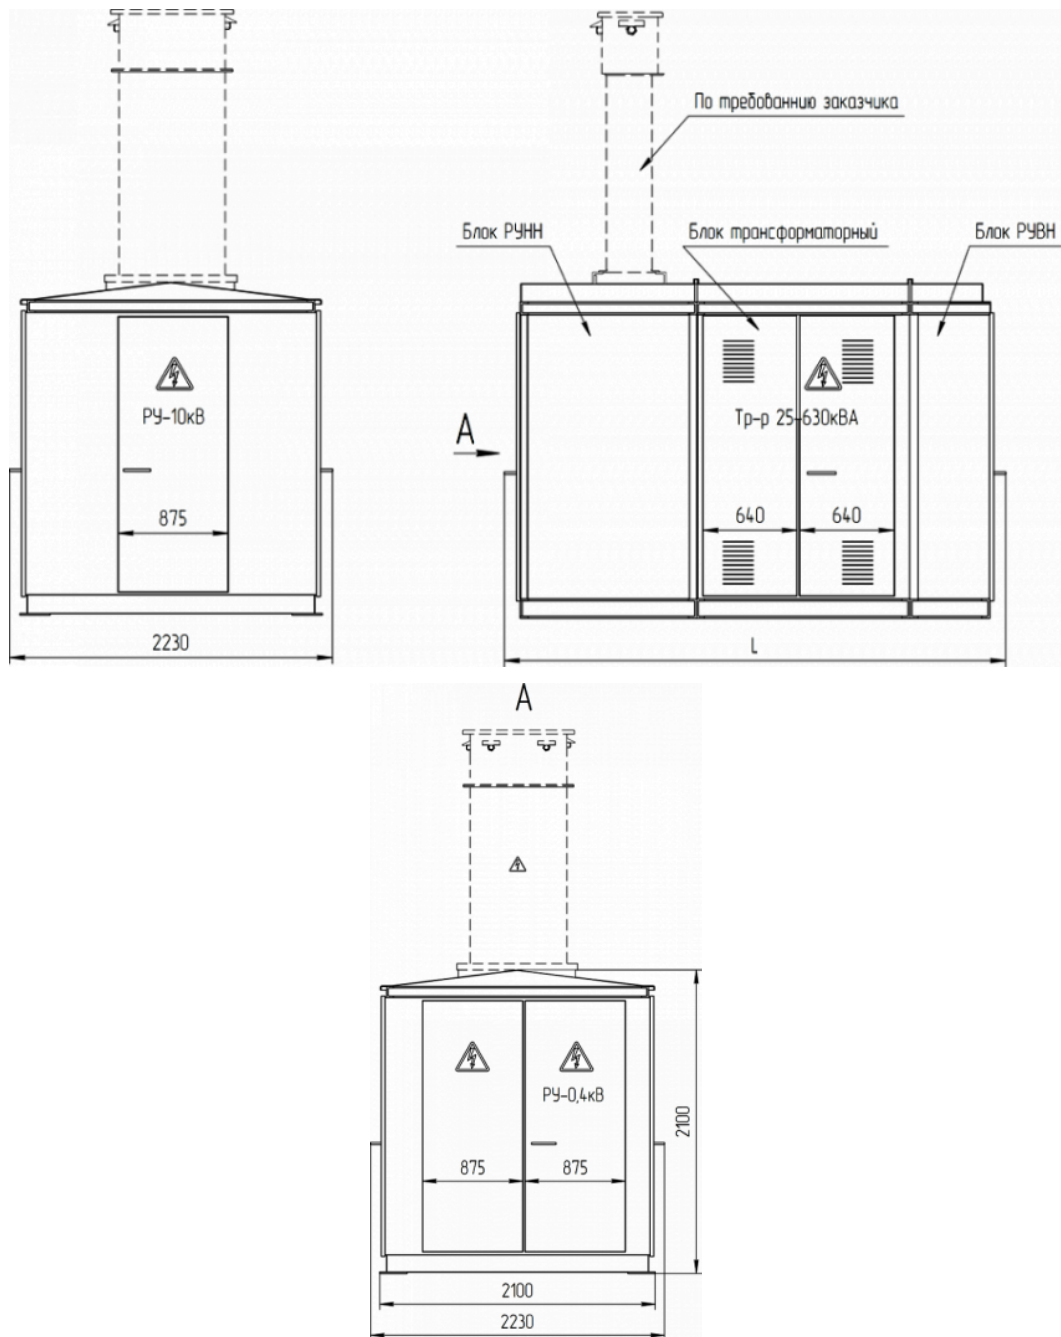 По требованнию заказчика
Блок РУНН
Блок трансформаторный
Блок РУВН
РУ-10кВ
Тр-р 25-630кВА
А
875
640
640
2230
L
А
РУ-0,4кВ
2100
875
875
2100
2230